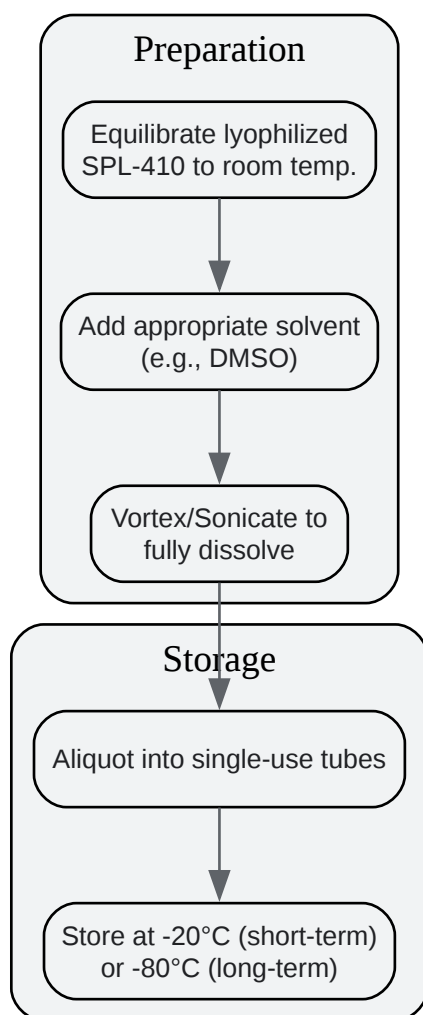 Preparation
Equilibrate lyophilized
SPL-410 to room temp.
Add appropriate solvent
(e.g., DMSO)
Vortex/Sonicate to
fully dissolve
Storage
Aliquot into single-use tubes
Store at -20°C (short-term)
or -80°C (long-term)